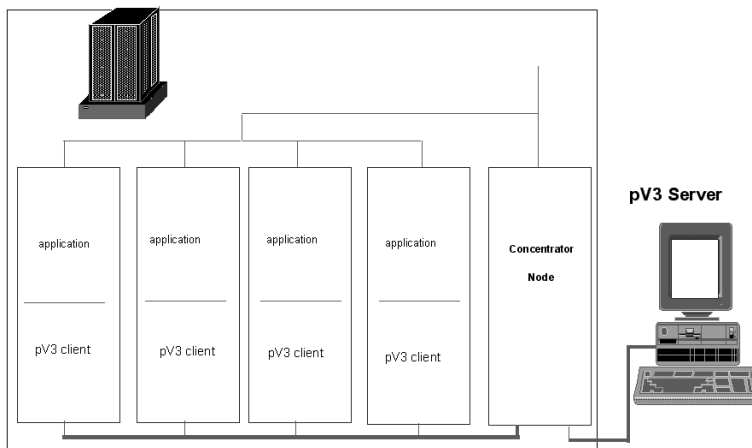 pV3 Server
application
application
application
application
Concentrator
Node
pV3 client
pV3 client
pV3 client
pV3 client